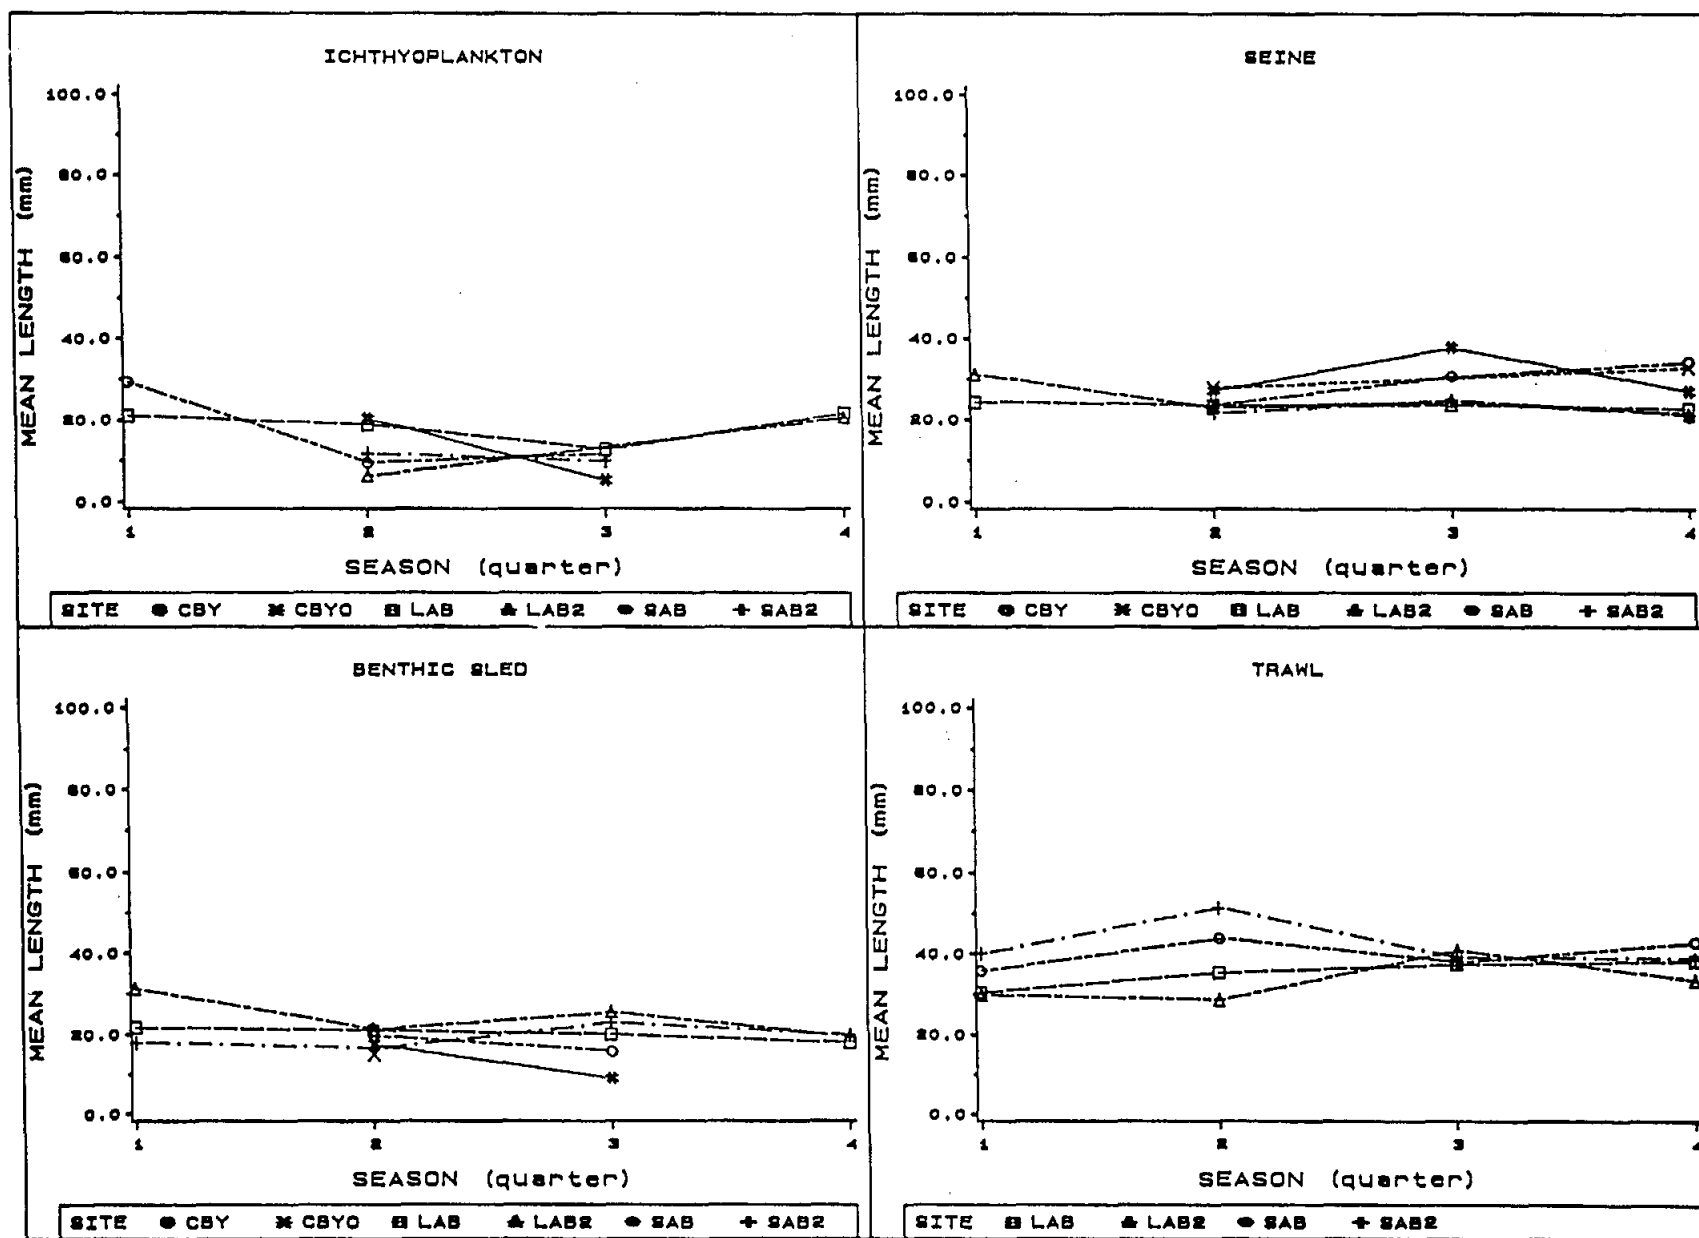 ICHTHYOPLANKTON
100.0
80.0
60.0
40.0
20.0
0.0
MEAN LENGTH (mm)
1 2 3 4
SEASON (quarter)
SITE CBY CBYO LAB LAB2 SAB SAB2
SEINE
100.0
80.0
60.0
40.0
20.0
0.0
MEAN LENGTH (mm)
1 2 3 4
SEASON (quarter)
SITE CBY CBYO LAB LAB2 SAB SAB2
BENTHIC SLED
100.0
80.0
60.0
40.0
20.0
0.0
MEAN LENGTH (mm)
1 2 3 4
SEASON (quarter)
SITE CBY CBYO LAB LAB2 SAB SAB2
TRAWL
100.0
80.0
60.0
40.0
20.0
0.0
MEAN LENGTH (mm)
1 2 3 4
SEASON (quarter)
SITE LAB LAB2 SAB SAB2